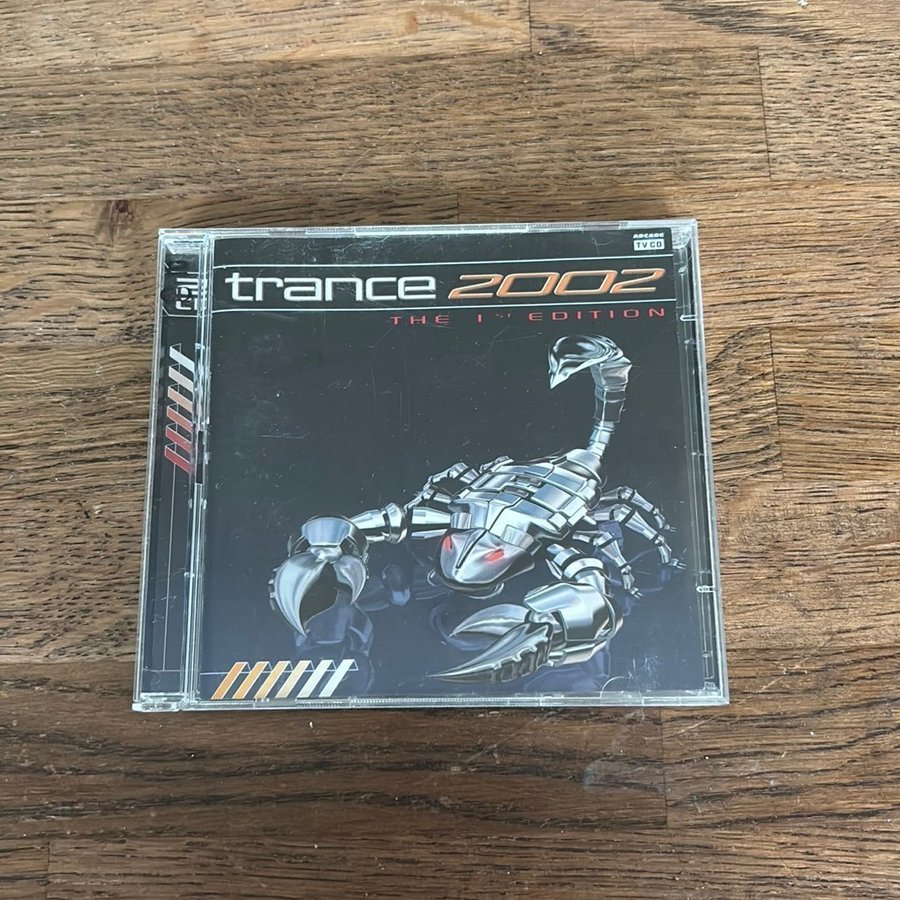 ARCADE
TV CD
trance 2002
THE 1ST EDITION